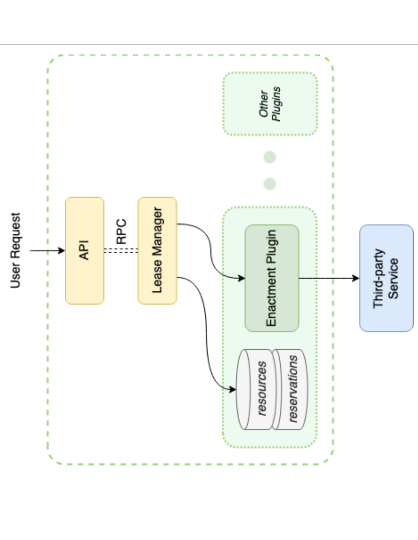 User Request
API
RPC
Lease Manager
Enactment Plugin
resources
reservations
Other
Plugins
Third-party
Service